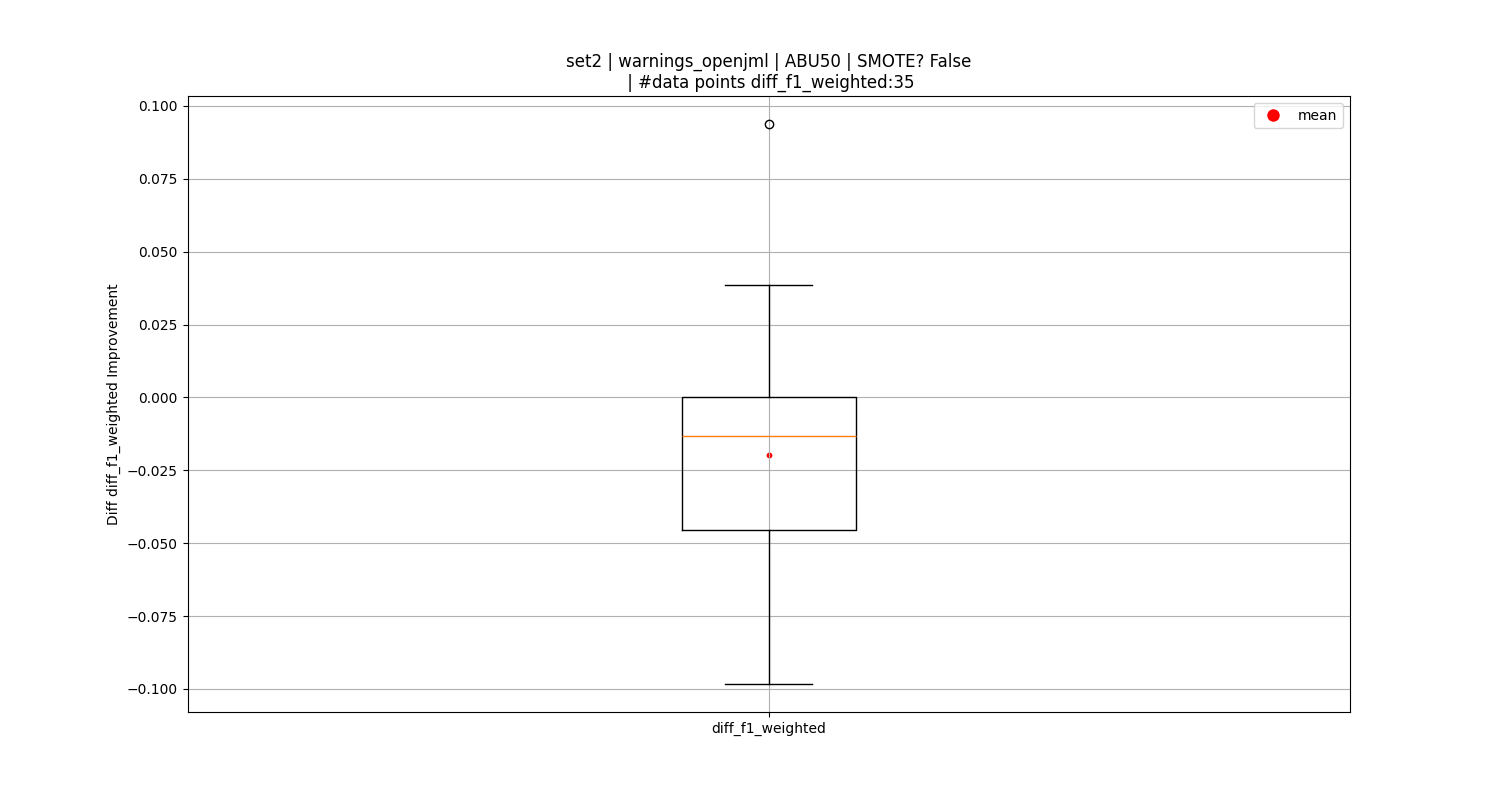 set2 | warnings_openjml | ABU50 | SMOTE? False
| #data points diff_f1_weighted:35
mean
0.100
0.075
0.050
0.025
0.000
−0.025
−0.050
−0.075
−0.100
Diff diff_f1_weighted Improvement
diff_f1_weighted